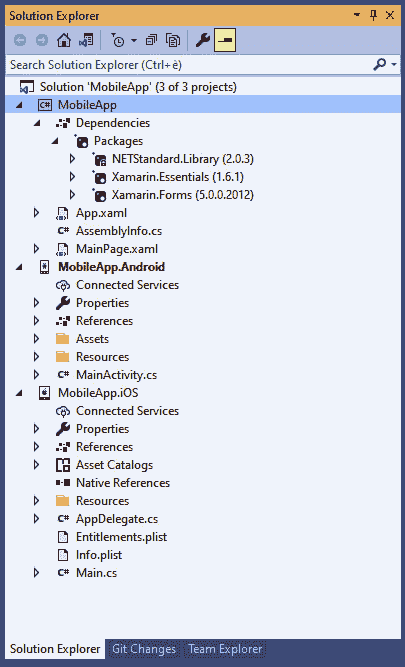 Solution Explorer
Search Solution Explorer (Ctrl+è)
Solution 'MobileApp' (3 of 3 projects)
C# MobileApp
Dependencies
Packages
NETStandard.Library (2.0.3)
Xamarin.Essentials (1.6.1)
Xamarin.Forms (5.0.0.2012)
App.xaml
C# AssemblyInfo.cs
MainPage.xaml
MobileApp.Android
Connected Services
Properties
References
Assets
Resources
C# MainActivity.cs
MobileApp.iOS
Connected Services
Properties
References
Asset Catalogs
Native References
Resources
C# AppDelegate.cs
Entitlements.plist
Info.plist
C# Main.cs
Solution Explorer Git Changes Team Explorer